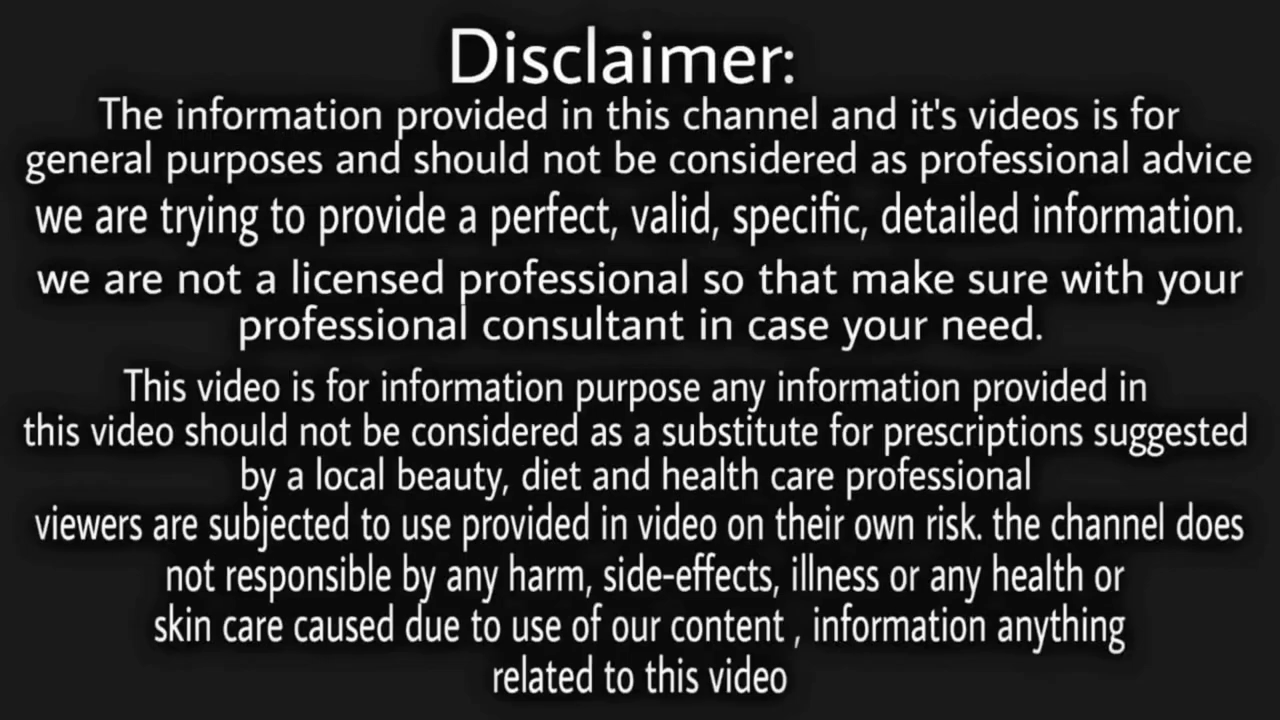 Disclaimer:
The information provided in this channel and it's videos is for
general purposes and should not be considered as professional advice
we are trying to provide a perfect, valid, specific, detailed information.
we are not a licensed professional so that make sure with your
professional consultant in case your need.
This video is for information purpose any information provided in
this video should not be considered as a substitute for prescriptions suggested
by a local beauty, diet and health care professional
viewers are subjected to use provided in video on their own risk. the channel does
not responsible by any harm, side-effects, illness or any health or
skin care caused due to use of our content , information anything
related to this video